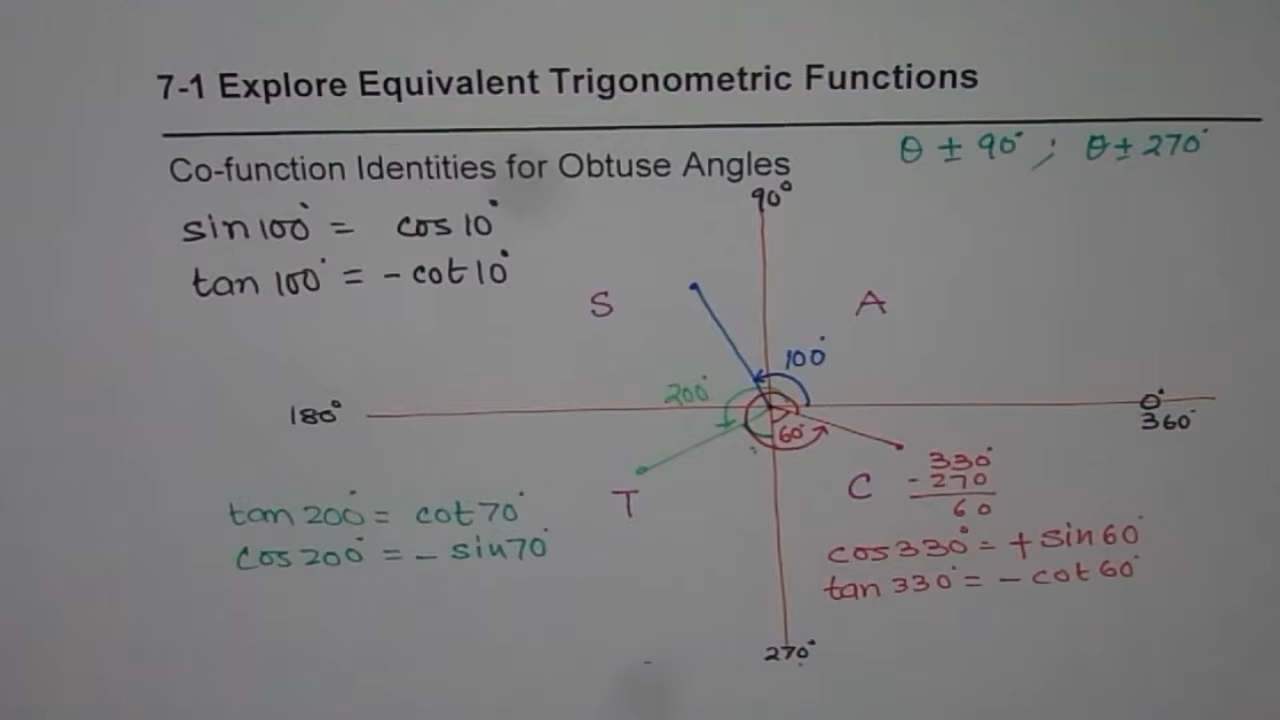 7-1 Explore Equivalent Trigonometric Functions
θ ± 90° ; θ ± 270°
Co-function Identities for Obtuse Angles
90°
sin 100° = cos 10°
tan 100° = - cot 10°
S
A
100°
200°
180°
0°
360°
60°
C
330°
- 270
60
T
tan 200° = cot 70°
cos 200° = - sin 70°
cos 330° = + sin 60°
tan 330° = - cot 60°
270°